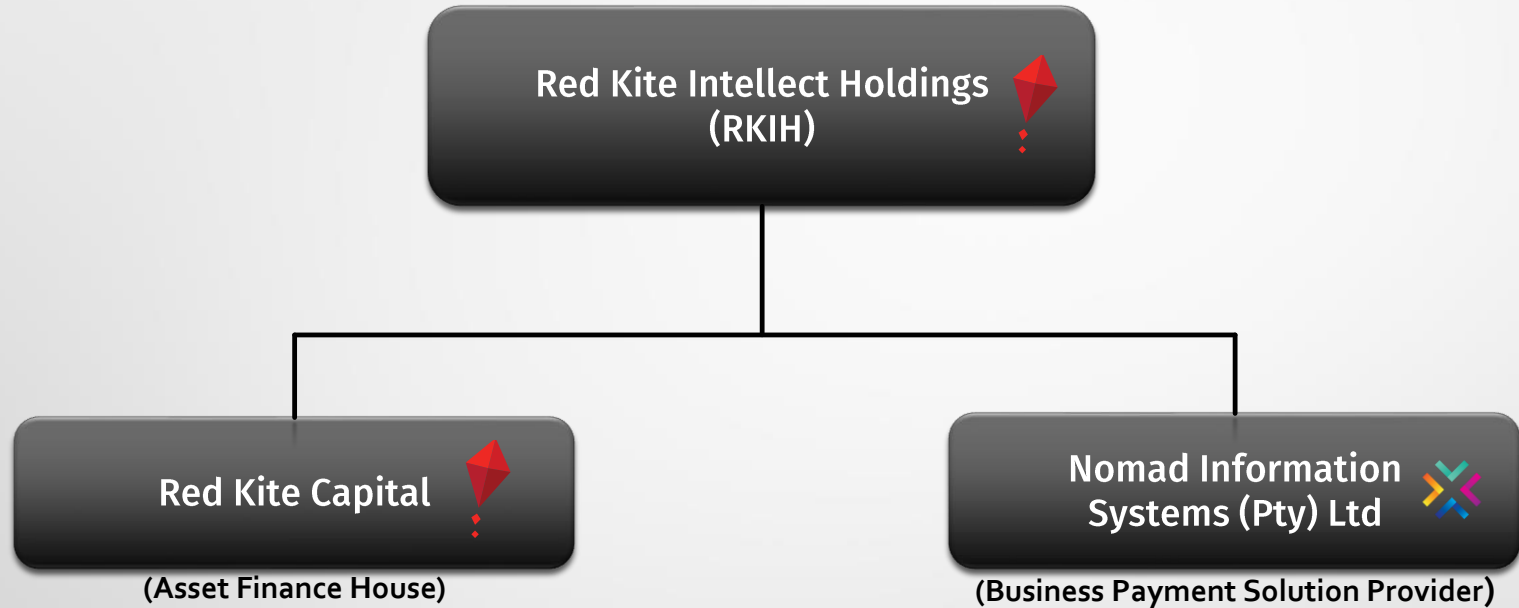 Red Kite Intellect Holdings
(RKIH)
Red Kite Capital
(Asset Finance House)
Nomad Information
Systems (Pty) Ltd
(Business Payment Solution Provider)